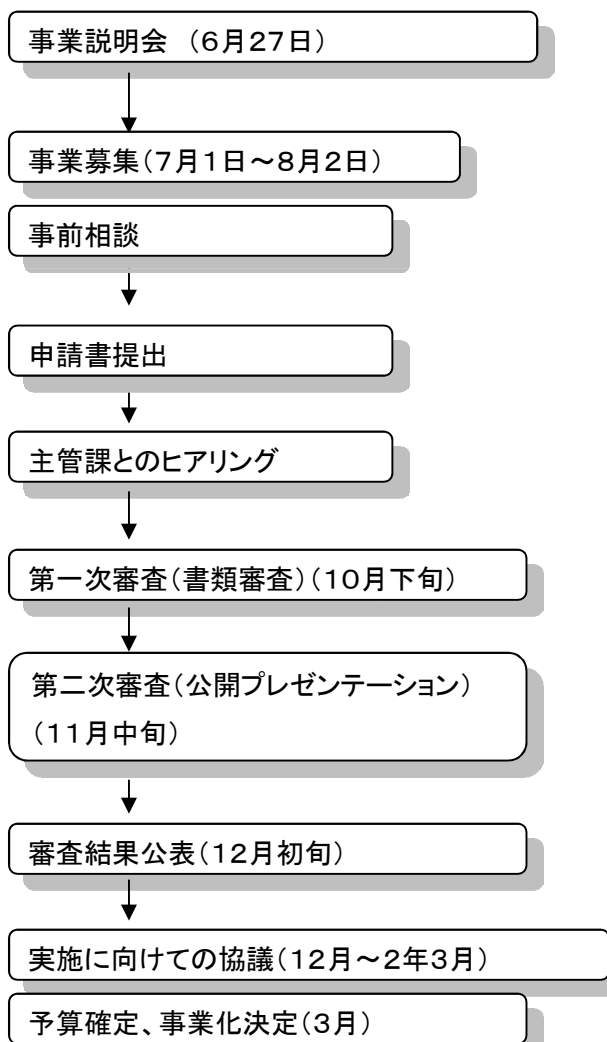 事業説明会 (6月27日)
事業募集(7月1日~8月2日)
事前相談
申請書提出
主管課とのヒアリング
第一次審査(書類審査)(10月下旬)
第二次審査(公開プレゼンテーション)
(11月中旬)
審査結果公表(12月初旬)
実施に向けての協議(12月~2年3月)
予算確定、事業化決定(3月)